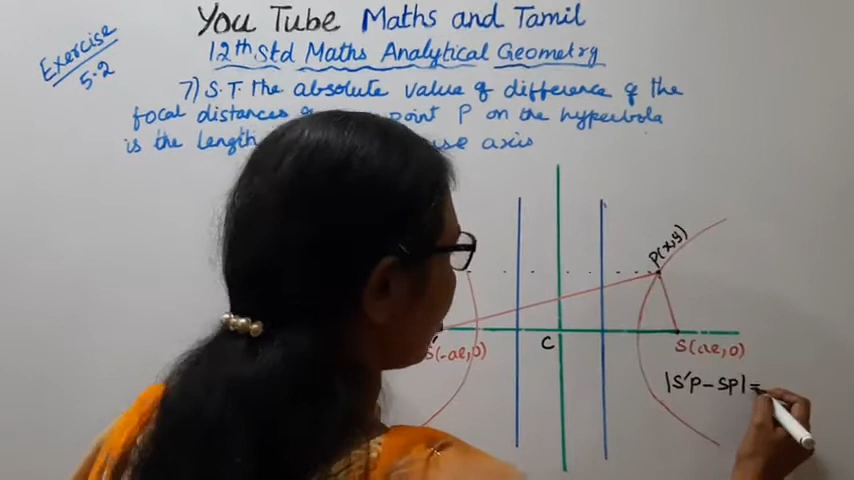 You Tube Maths and Tamil
12th Std Maths Analytical Geometry
Exercise 5.2
7) S.T. The absolute value of difference of the
focal distances point P on the hyperbola
is the length axis
P(x,y)
S'(-ae,0)
C
S(ae,0)
|S'P-SP|=